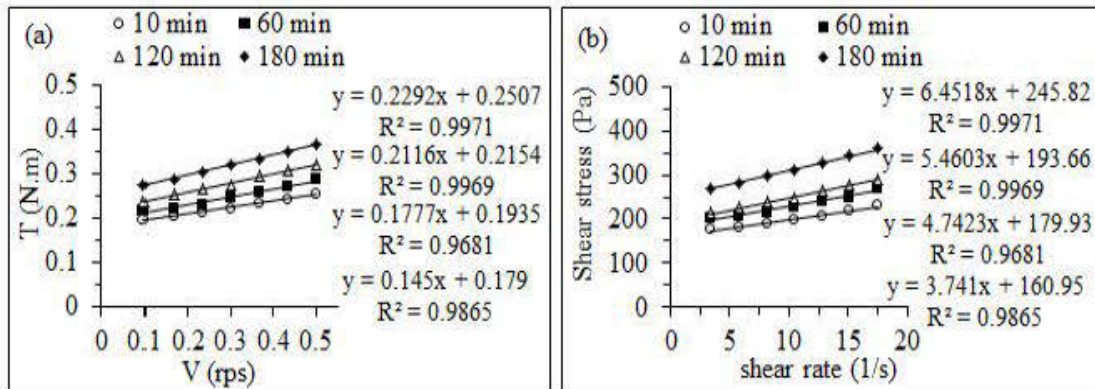 (a)
○ 10 min ■ 60 min
△ 120 min ◆ 180 min
T (N.m)
0.5
0.4
0.3
0.2
0.1
0
y = 0.2292x + 0.2507
R² = 0.9971
y = 0.2116x + 0.2154
R² = 0.9969
y = 0.1777x + 0.1935
R² = 0.9681
y = 0.145x + 0.179
R² = 0.9865
0 0.1 0.2 0.3 0.4 0.5
V (rps)
(b)
○ 10 min ■ 60 min
△ 120 min ◆ 180 min
Shear stress (Pa)
500
400
300
200
100
0
y = 6.4518x + 245.82
R² = 0.9971
y = 5.4603x + 193.66
R² = 0.9969
y = 4.7423x + 179.93
R² = 0.9681
y = 3.741x + 160.95
R² = 0.9865
0 5 10 15 20
shear rate (1/s)